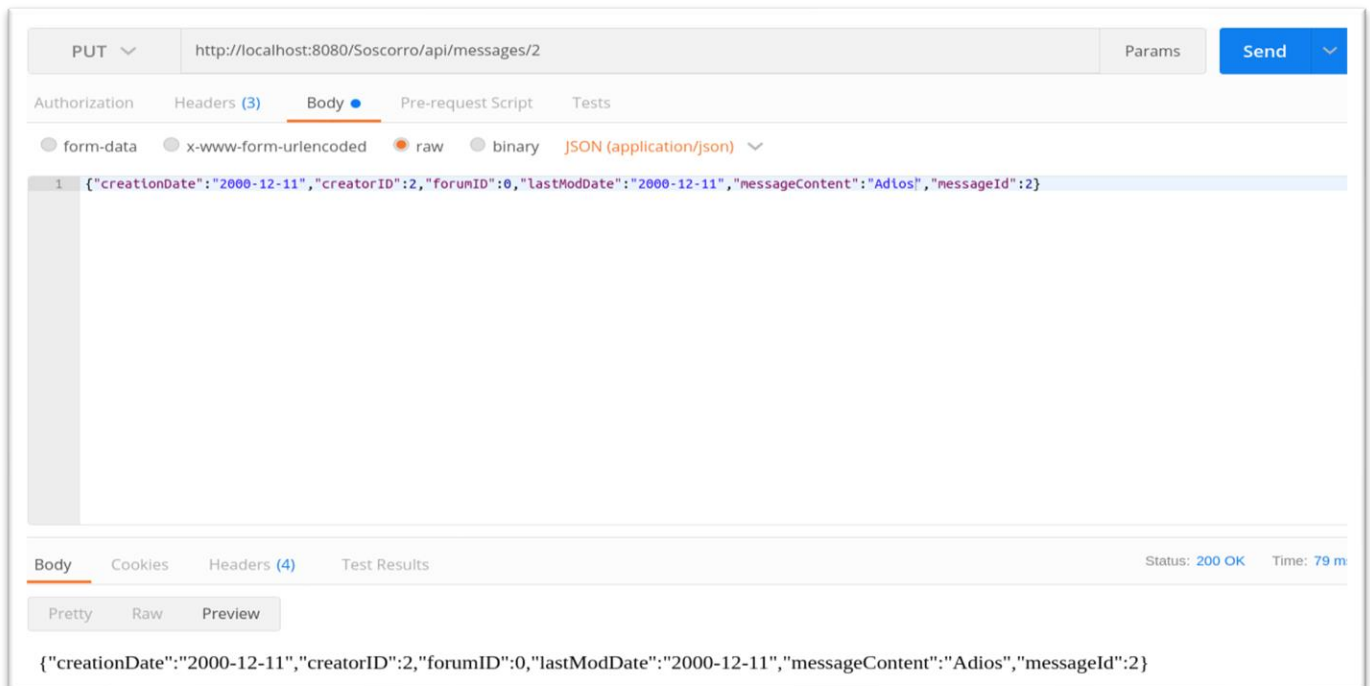 PUT http://localhost:8080/Soscorro/api/messages/2 Params Send
Authorization Headers (3) Body Pre-request Script Tests
form-data x-www-form-urlencoded raw binary JSON (application/json)
1 {"creationDate":"2000-12-11","creatorID":2,"forumID":0,"lastModDate":"2000-12-11","messageContent":"Adios","messageId":2}
Body Cookies Headers (4) Test Results Status: 200 OK Time: 79 m
Pretty Raw Preview
{"creationDate":"2000-12-11","creatorID":2,"forumID":0,"lastModDate":"2000-12-11","messageContent":"Adios","messageId":2}